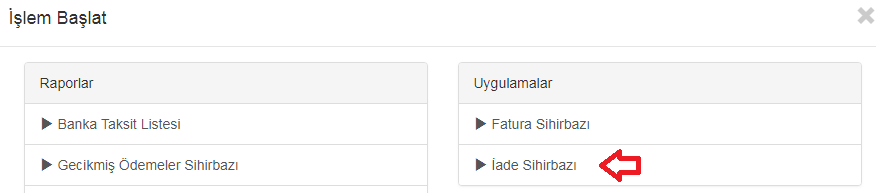 İşlem Başlat
Raporlar
Banka Taksit Listesi
Gecikmiş Ödemeler Sihirbazı
Uygulamalar
Fatura Sihirbazı
İade Sihirbazı